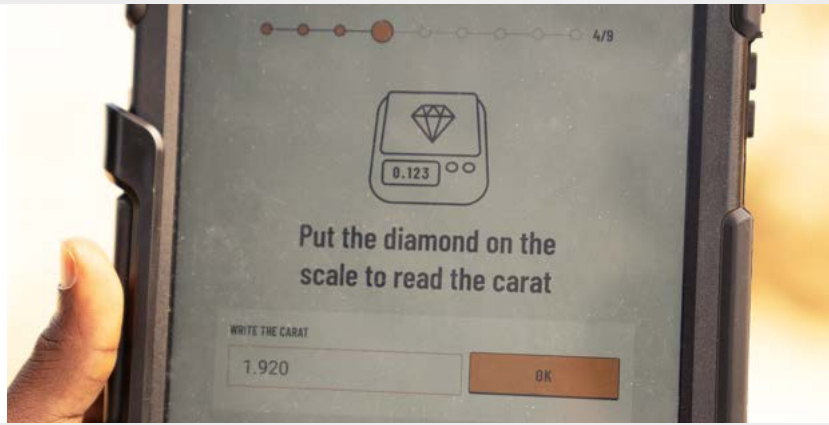 4/9
0.123
Put the diamond on the
scale to read the carat
WRITE THE CARAT
1.920
OK